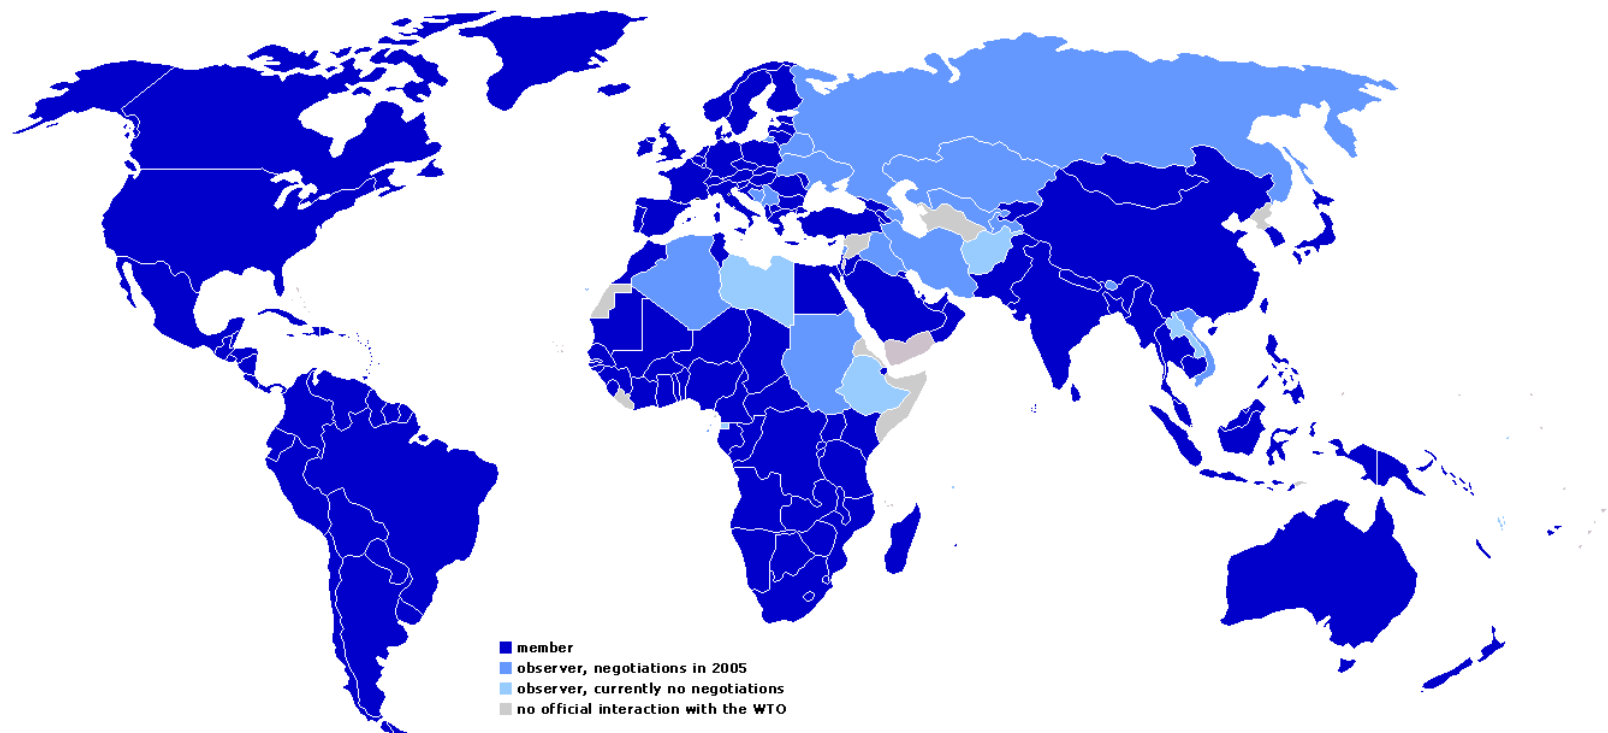 member
observer, negotiations in 2005
observer, currently no negotiations
no official interaction with the WTO